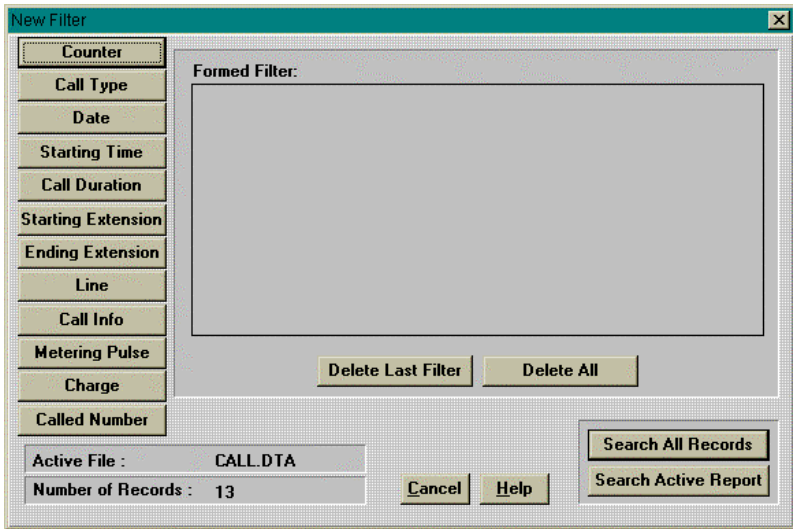 New Filter
Counter
Call Type
Date
Starting Time
Call Duration
Starting Extension
Ending Extension
Line
Call Info
Metering Pulse
Charge
Called Number
Formed Filter:
Delete Last Filter
Delete All
Active File : CALL.DTA
Number of Records : 13
Cancel
Help
Search All Records
Search Active Report